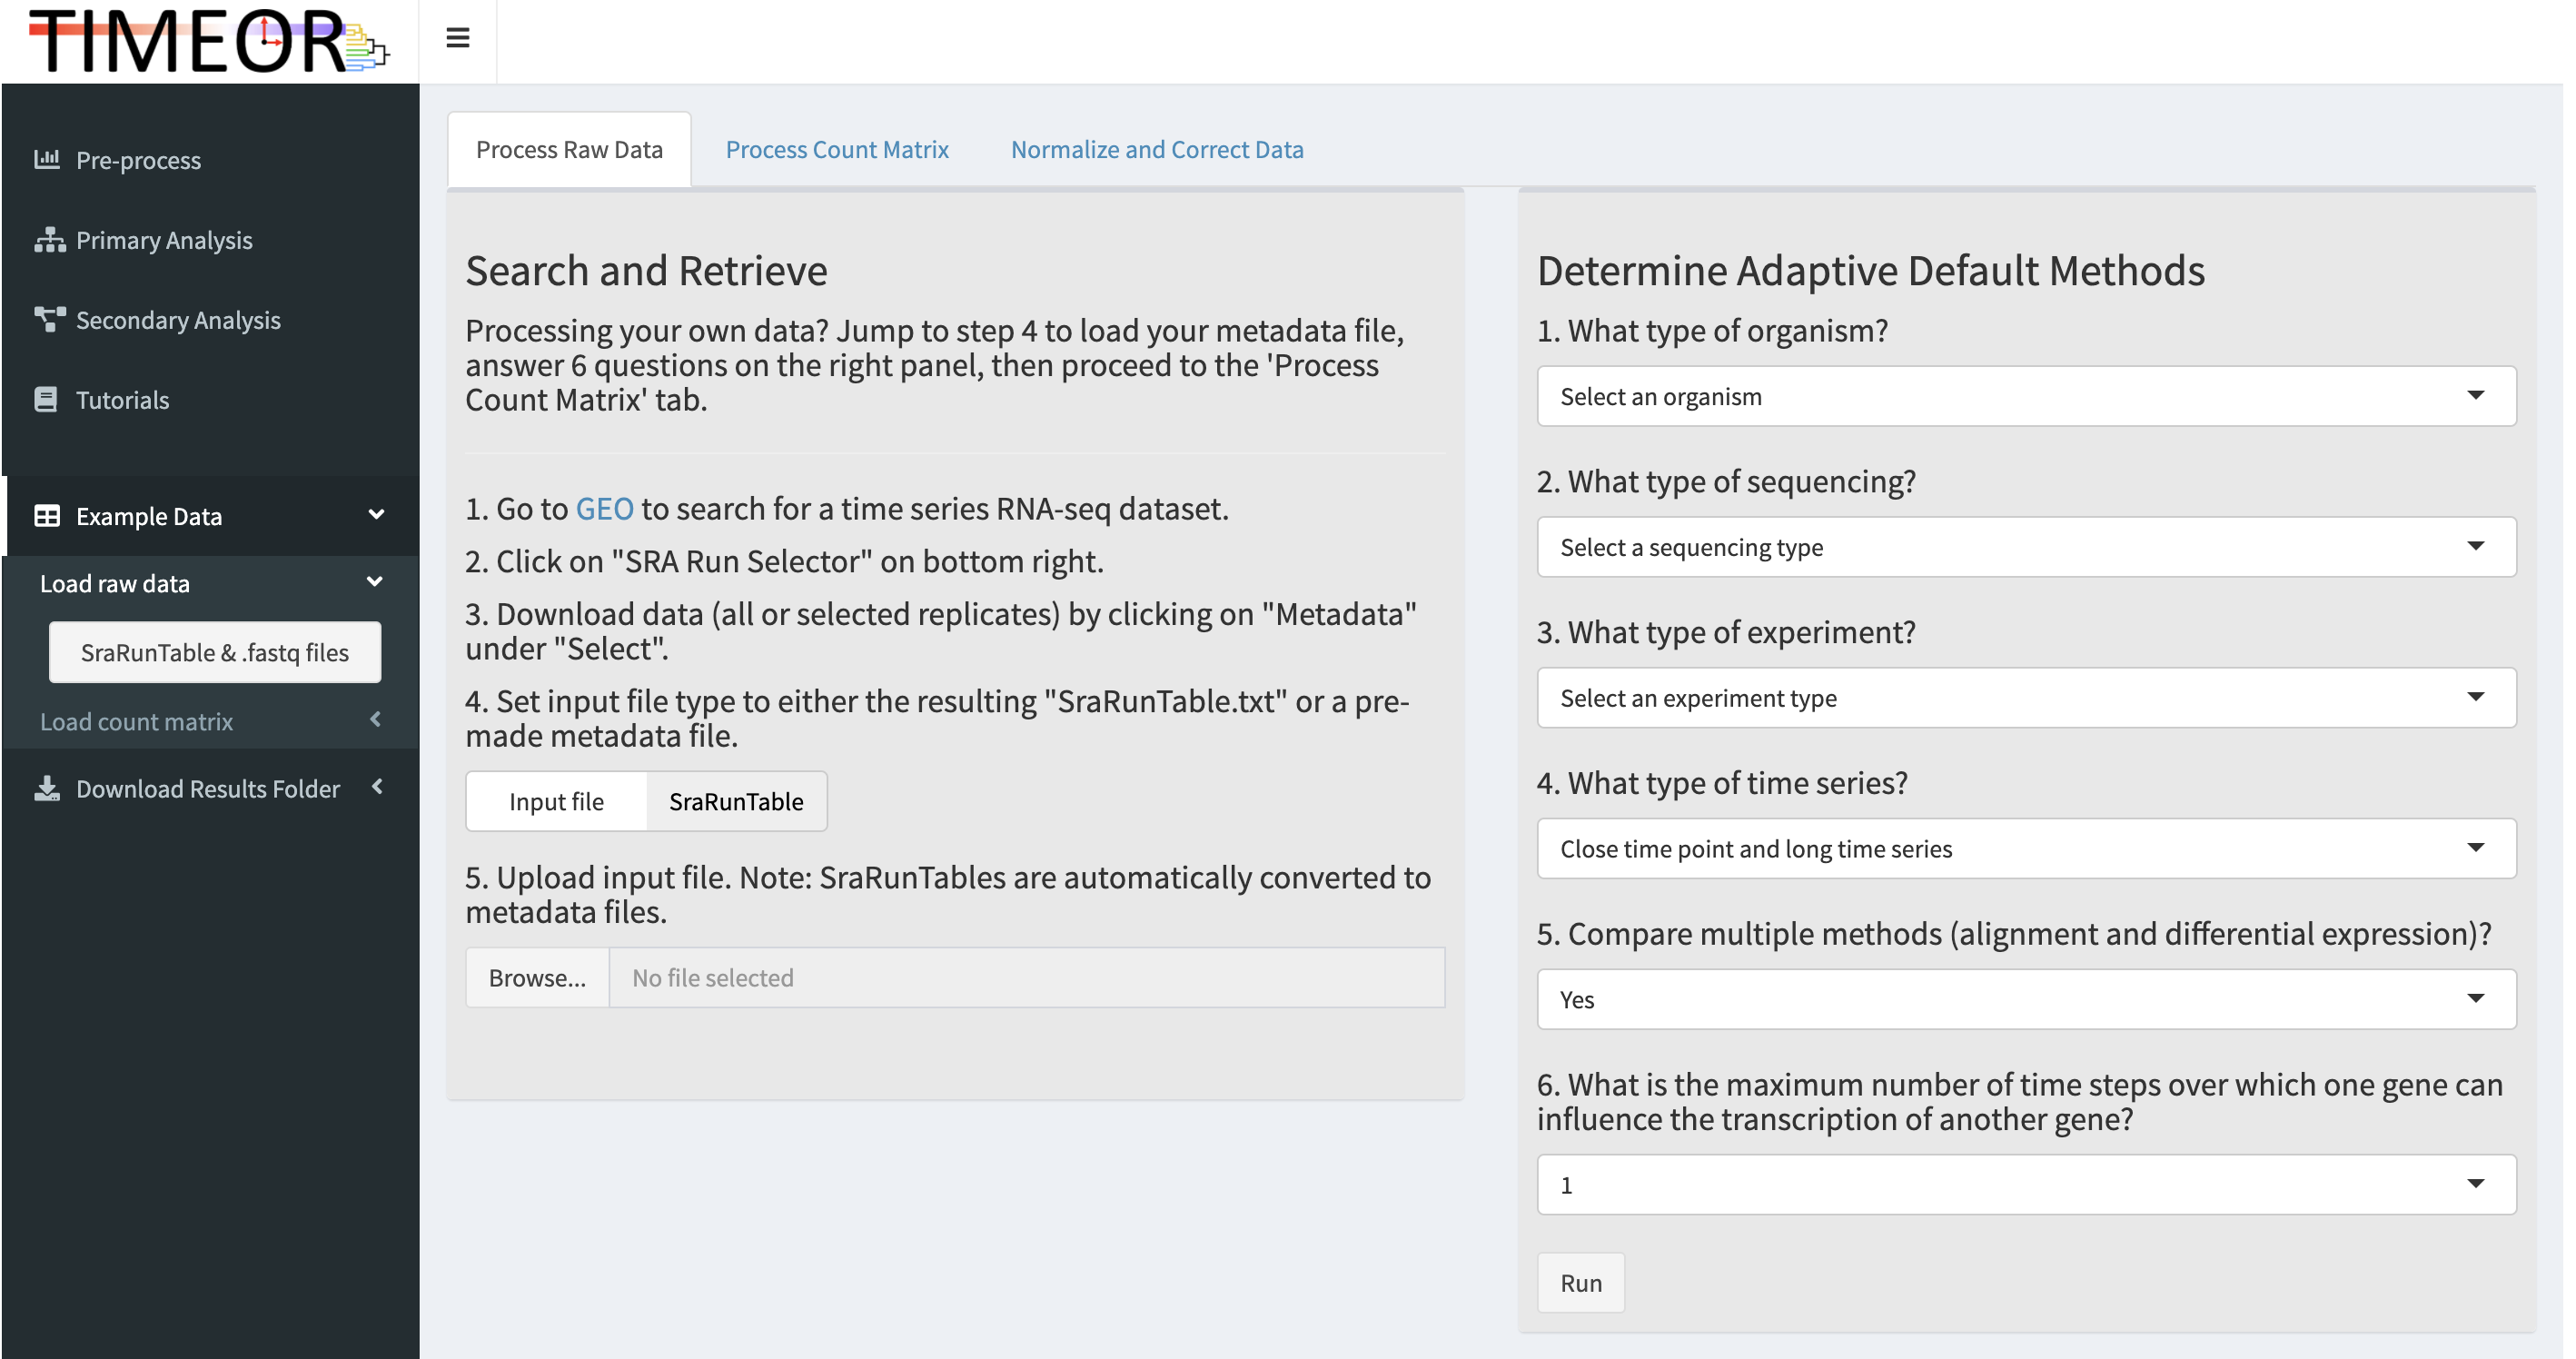 TIMEOR
Pre-process
Primary Analysis
Secondary Analysis
Tutorials
Example Data
Load raw data
SraRunTable & .fastq files
Load count matrix
Download Results Folder
Process Raw Data
Process Count Matrix
Normalize and Correct Data
Search and Retrieve
Processing your own data? Jump to step 4 to load your metadata file,
answer 6 questions on the right panel, then proceed to the 'Process
Count Matrix' tab.
1. Go to GEO to search for a time series RNA-seq dataset.
2. Click on "SRA Run Selector" on bottom right.
3. Download data (all or selected replicates) by clicking on "Metadata"
under "Select".
4. Set input file type to either the resulting "SraRunTable.txt" or a pre-
made metadata file.
Input file
SraRunTable
5. Upload input file. Note: SraRunTables are automatically converted to
metadata files.
Browse...
No file selected
Determine Adaptive Default Methods
1. What type of organism?
Select an organism
2. What type of sequencing?
Select a sequencing type
3. What type of experiment?
Select an experiment type
4. What type of time series?
Close time point and long time series
5. Compare multiple methods (alignment and differential expression)?
Yes
6. What is the maximum number of time steps over which one gene can
influence the transcription of another gene?
1
Run